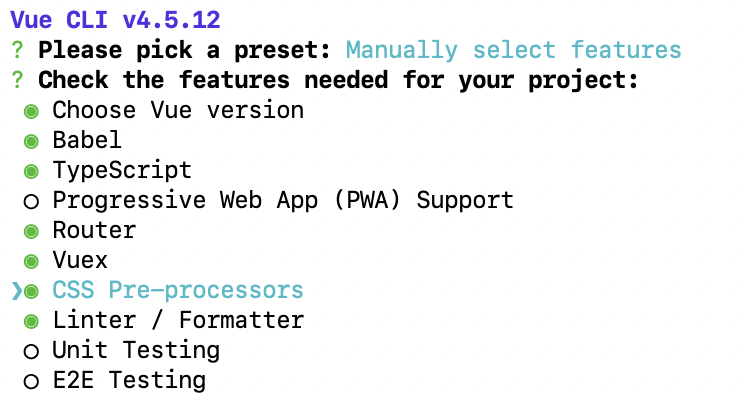 Vue CLI v4.5.12
? Please pick a preset: Manually select features
? Check the features needed for your project:
◉ Choose Vue version
◉ Babel
◉ TypeScript
◯ Progressive Web App (PWA) Support
◉ Router
◉ Vuex
❯◉ CSS Pre-processors
◉ Linter / Formatter
◯ Unit Testing
◯ E2E Testing